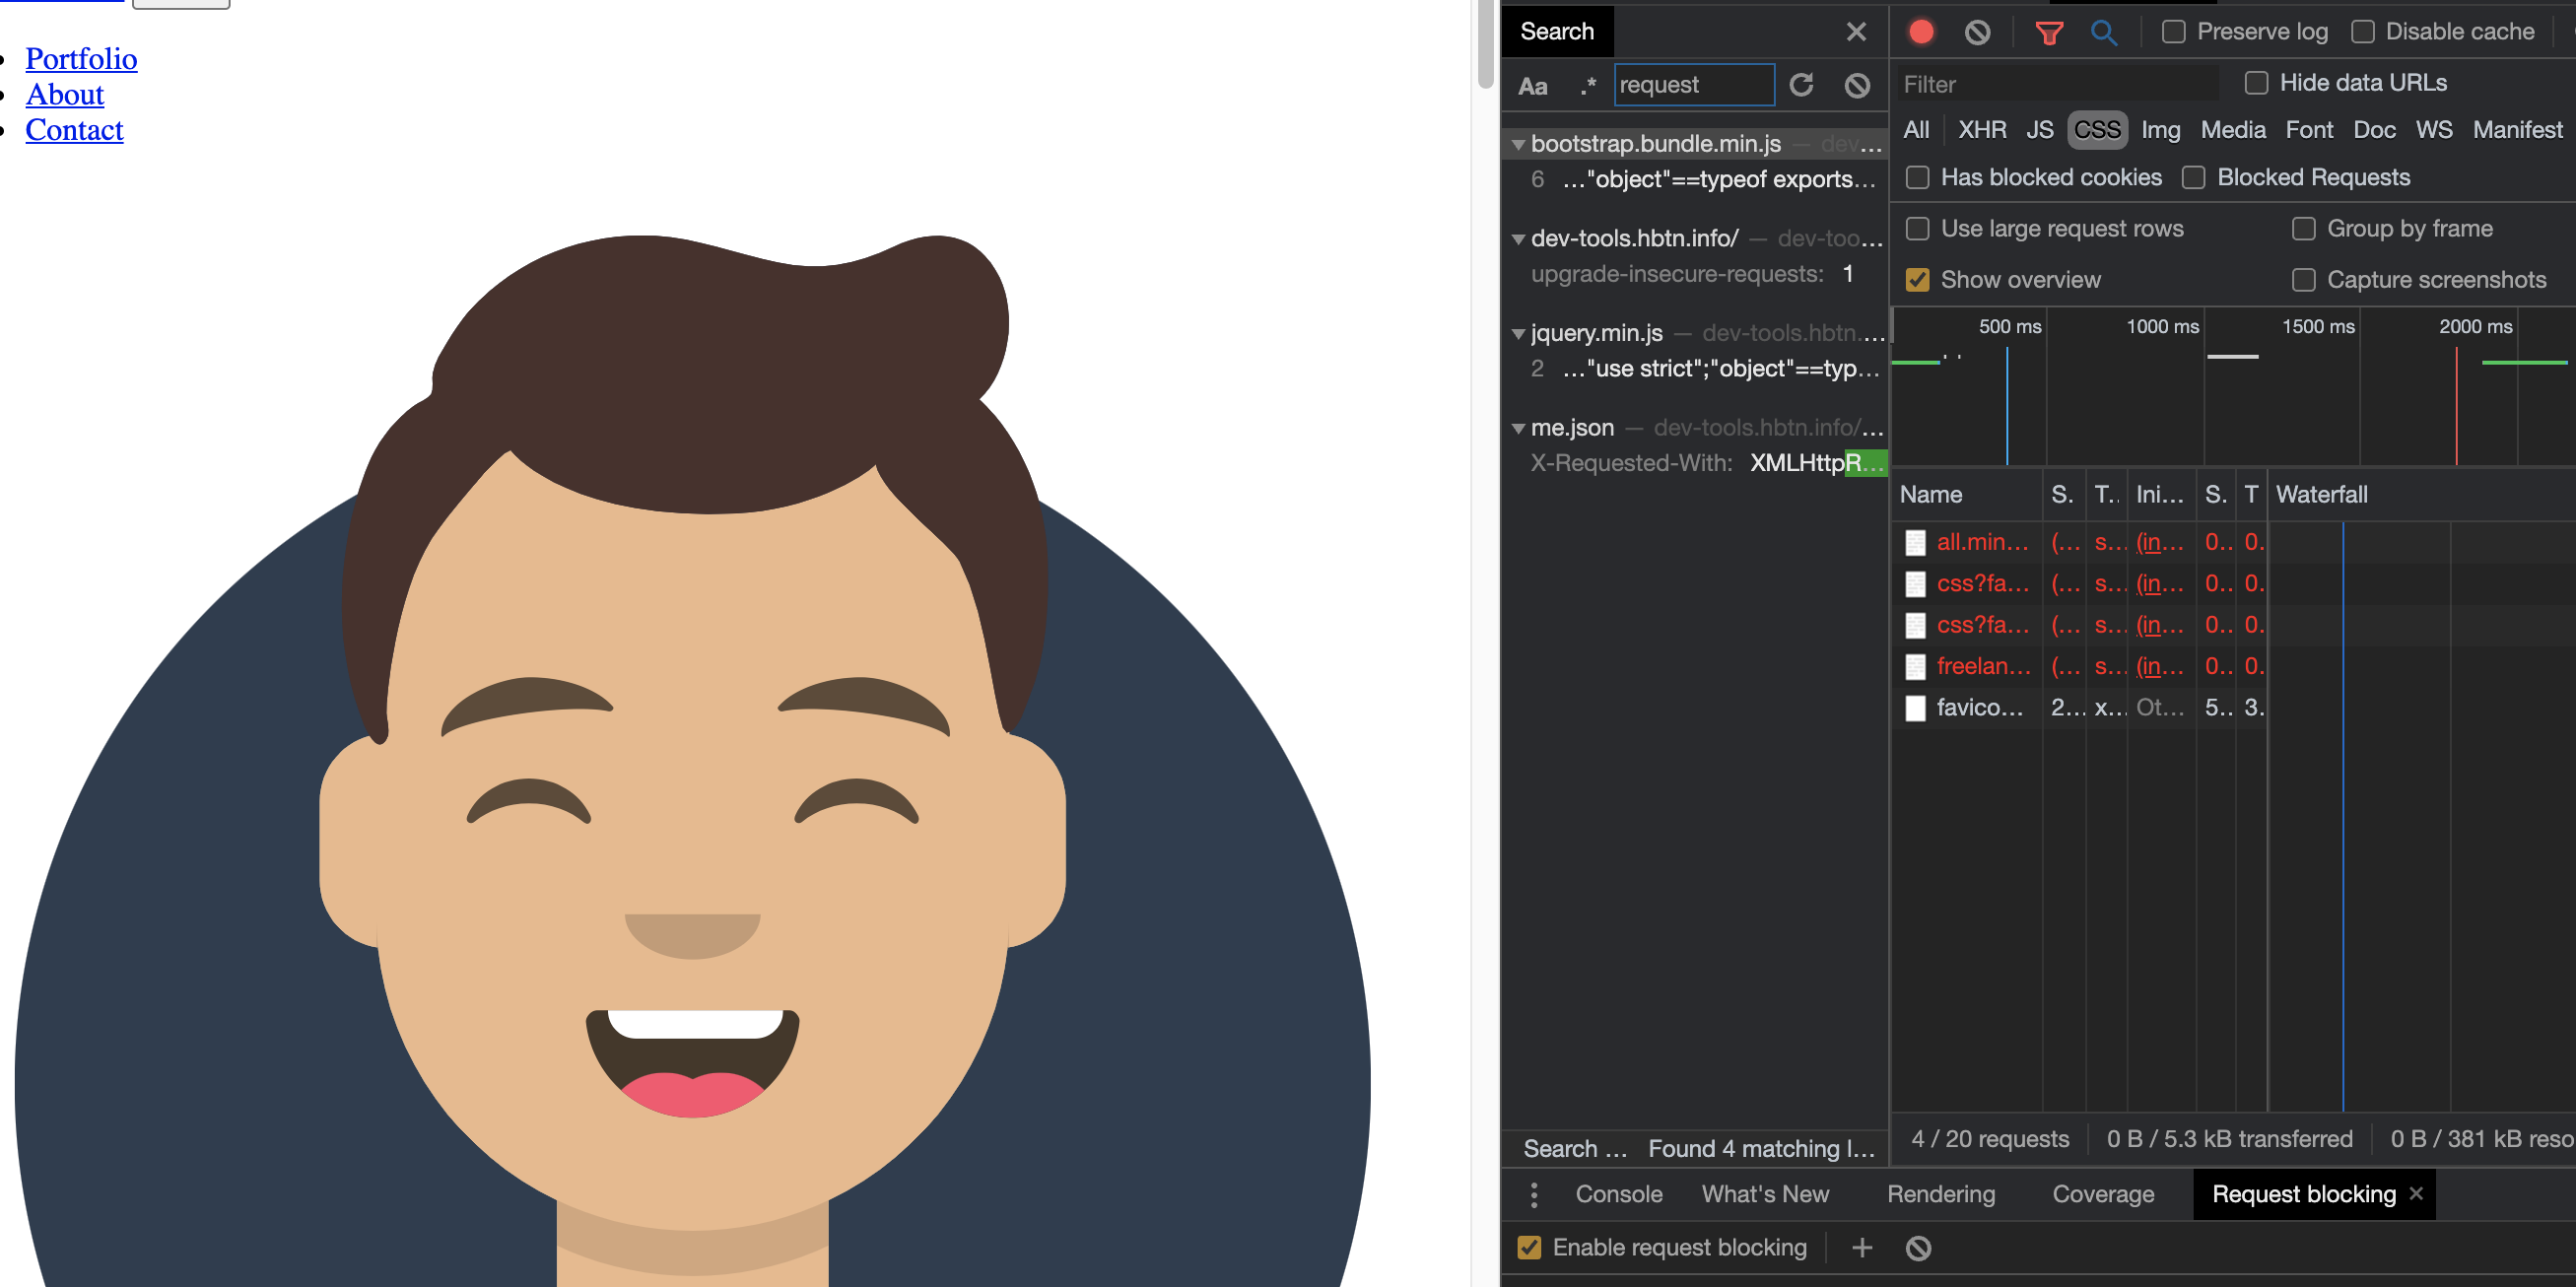 Portfolio
About
Contact
Search
Aa .* request
bootstrap.bundle.min.js — dev...
6 ..."object"==typeof exports...
dev-tools.hbtn.info/ — dev-too...
upgrade-insecure-requests: 1
jquery.min.js — dev-tools.hbtn....
2 ..."use strict";"object"==typ...
me.json — dev-tools.hbtn.info/...
X-Requested-With: XMLHttpR...
Search ... Found 4 matching l...
Preserve log Disable cache
Filter Hide data URLs
All XHR JS CSS Img Media Font Doc WS Manifest
Has blocked cookies Blocked Requests
Use large request rows Group by frame
Show overview Capture screenshots
500 ms 1000 ms 1500 ms 2000 ms
Name S. T.. Ini... S. T Waterfall
all.min... (... s... (in... 0.. 0.
css?fa... (... s... (in... 0.. 0.
css?fa... (... s... (in... 0.. 0.
freelan... (... s... (in... 0.. 0.
favico... 2... x... Ot... 5.. 3.
4 / 20 requests 0 B / 5.3 kB transferred 0 B / 381 kB reso
Console What's New Rendering Coverage Request blocking
Enable request blocking